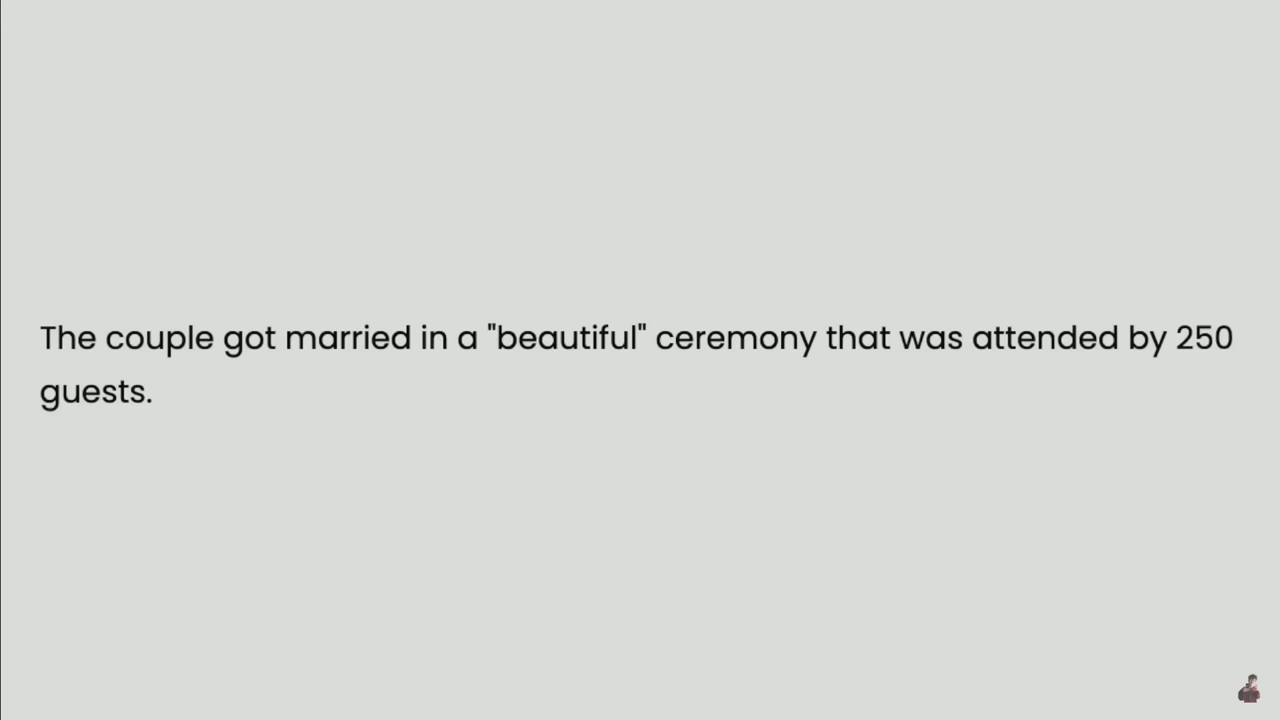 The couple got married in a "beautiful" ceremony that was attended by 250
guests.